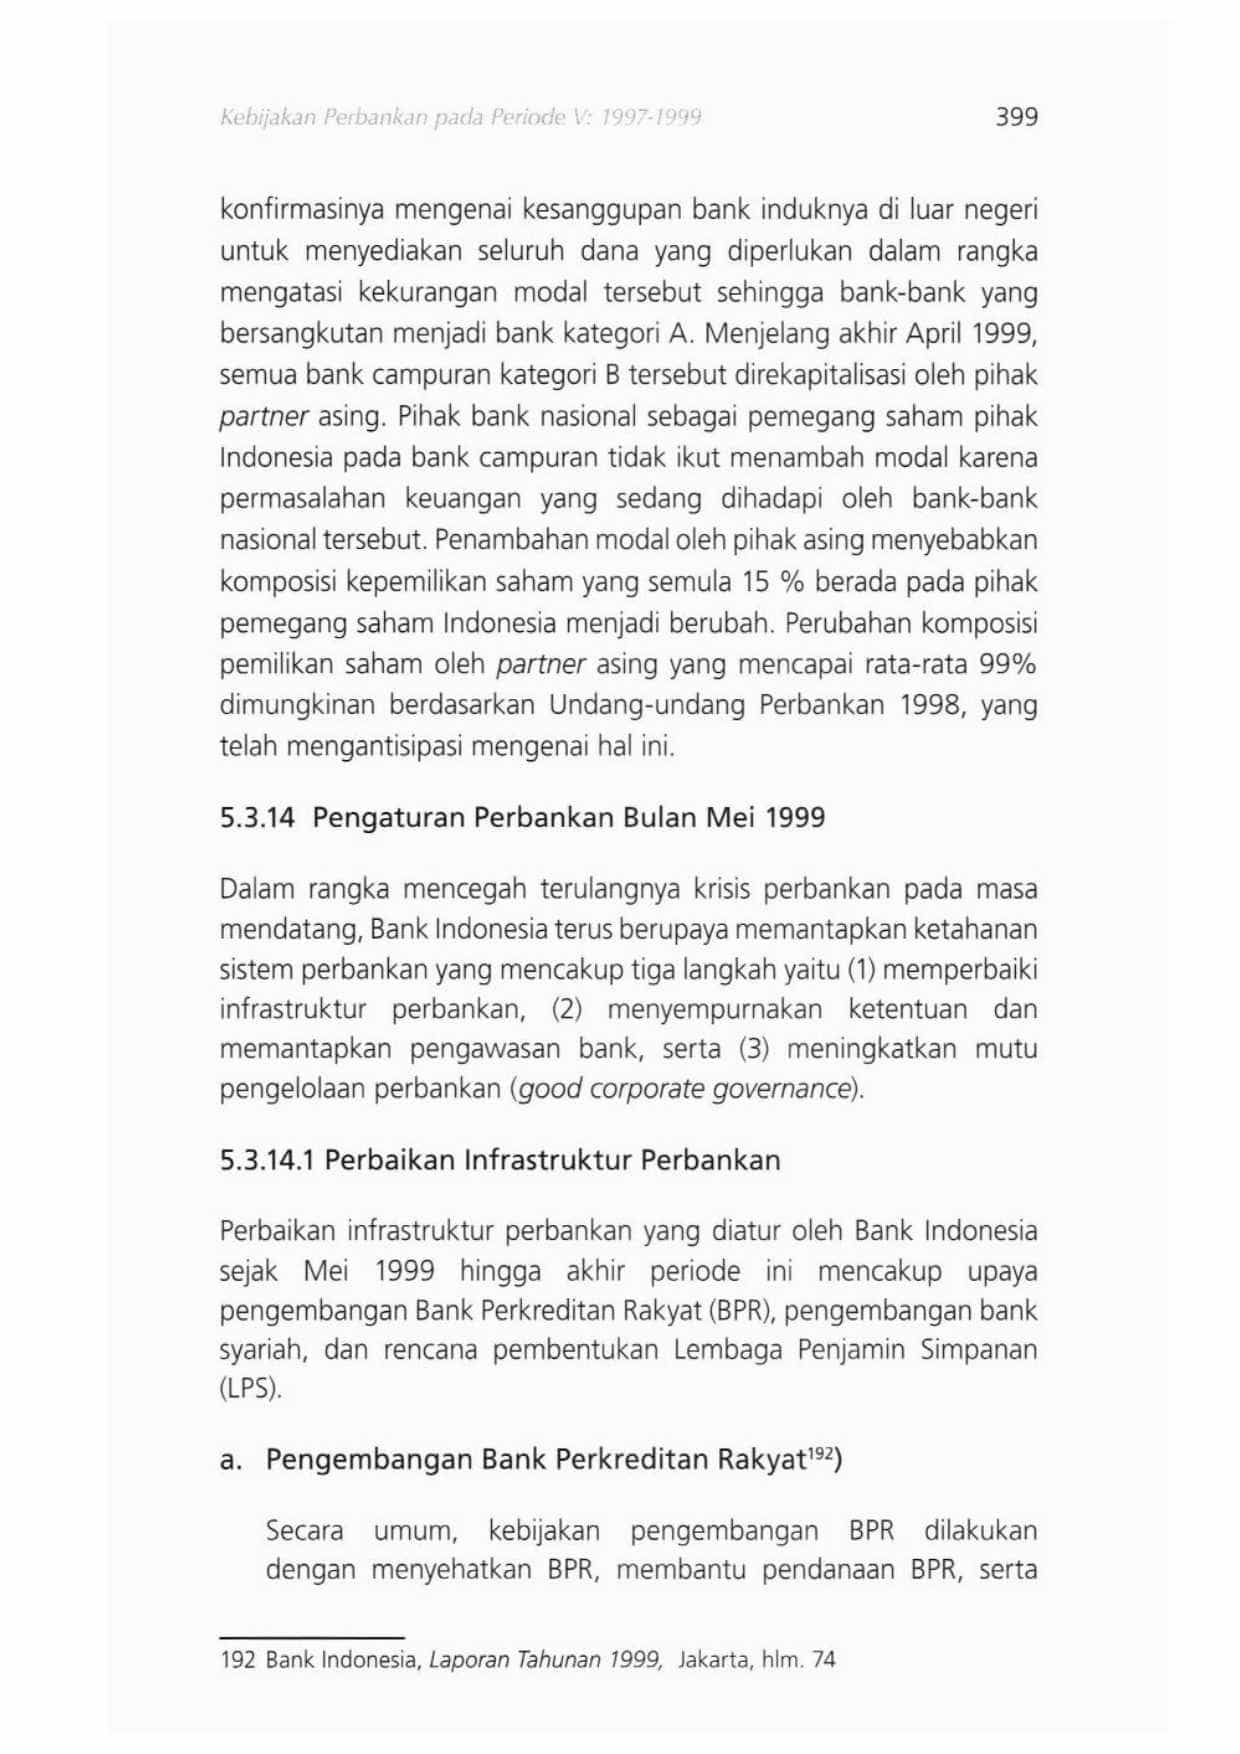 Kebijakan Perbankan pada Periode V: 1997-1999 399
konfirmasinya mengenai kesanggupan bank induknya di luar negeri
untuk menyediakan seluruh dana yang diperlukan dalam rangka
mengatasi kekurangan modal tersebut sehingga bank-bank yang
bersangkutan menjadi bank kategori A. Menjelang akhir April 1999,
semua bank campuran kategori B tersebut direkapitalisasi oleh pihak
partner asing. Pihak bank nasional sebagai pemegang saham pihak
Indonesia pada bank campuran tidak ikut menambah modal karena
permasalahan keuangan yang sedang dihadapi oleh bank-bank
nasional tersebut. Penambahan modal oleh pihak asing menyebabkan
komposisi kepemilikan saham yang semula 15 % berada pada pihak
pemegang saham Indonesia menjadi berubah. Perubahan komposisi
pemilikan saham oleh partner asing yang mencapai rata-rata 99%
dimungkinan berdasarkan Undang-undang Perbankan 1998, yang
telah mengantisipasi mengenai hal ini.
5.3.14 Pengaturan Perbankan Bulan Mei 1999
Dalam rangka mencegah terulangnya krisis perbankan pada masa
mendatang, Bank Indonesia terus berupaya memantapkan ketahanan
sistem perbankan yang mencakup tiga langkah yaitu (1) memperbaiki
infrastruktur perbankan, (2) menyempurnakan ketentuan dan
memantapkan pengawasan bank, serta (3) meningkatkan mutu
pengelolaan perbankan (good corporate governance).
5.3.14.1 Perbaikan Infrastruktur Perbankan
Perbaikan infrastruktur perbankan yang diatur oleh Bank Indonesia
sejak Mei 1999 hingga akhir periode ini mencakup upaya
pengembangan Bank Perkreditan Rakyat (BPR), pengembangan bank
syariah, dan rencana pembentukan Lembaga Penjamin Simpanan
(LPS).
a. Pengembangan Bank Perkreditan Rakyat¹⁹²)
Secara umum, kebijakan pengembangan BPR dilakukan
dengan menyehatkan BPR, membantu pendanaan BPR, serta
192 Bank Indonesia, Laporan Tahunan 1999, Jakarta, hlm. 74